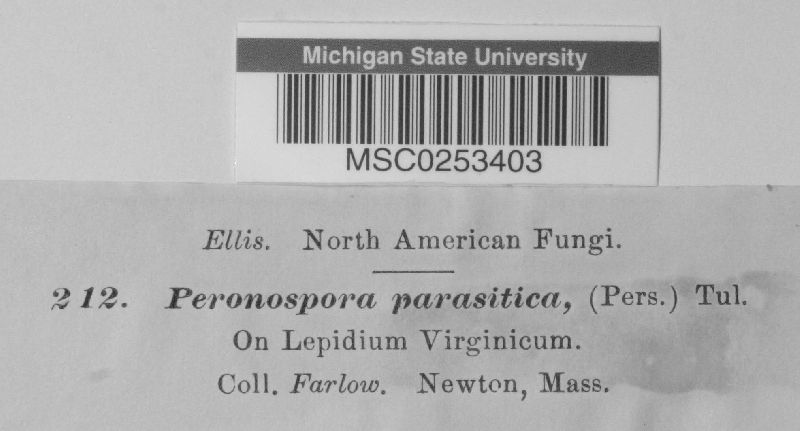 Michigan State University
MSC0253403
Ellis. North American Fungi.
212. Peronospora parasitica, (Pers.) Tul.
On Lepidium Virginicum.
Coll. Farlow. Newton, Mass.